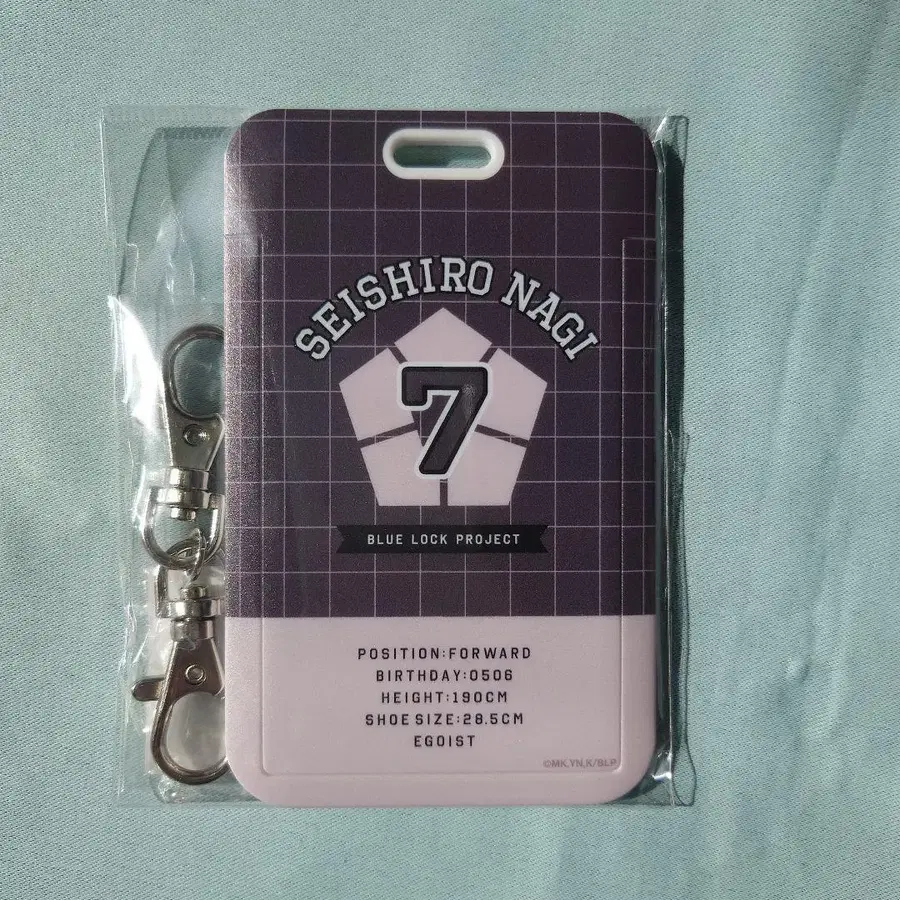 SEISHIRO NAGI
7
BLUE LOCK PROJECT
POSITION:FORWARD
BIRTHDAY:0506
HEIGHT:190CM
SHOE SIZE:28.5CM
EGOIST
©MK,YN,K/BLP